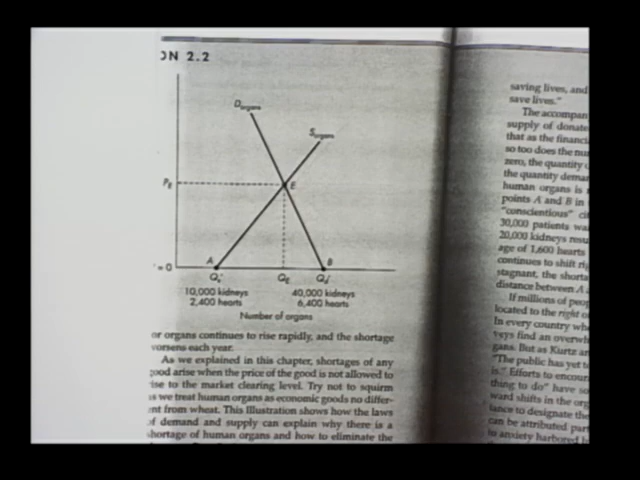 ON 2.2
D organs
S organs
P E
E
= 0
A
B
Q s
Q E
Q d
10,000 kidneys 40,000 kidneys
2,400 hearts 6,400 hearts
Number of organs
or organs continues to rise rapidly, and the shortage
worsens each year.
As we explained in this chapter, shortages of any
good arise when the price of the good is not allowed to
rise to the market clearing level. Try not to squirm
as we treat human organs as economic goods no differ-
ent from wheat. This Illustration shows how the laws
of demand and supply can explain why there is a
shortage of human organs and how to eliminate the
saving lives, and
save lives."
The accompan
supply of donate
that as the financi
so too does the nu
zero, the quantity
the quantity dema
human organs is
points A and B in
"conscientious" ci
30,000 patients wa
20,000 kidneys resu
age of 1,600 hearts
continues to shift ri
stagnant, the shorta
distance between A
If millions of peop
located to the right o
In every country wh
veys find an overwh
gans. But as Kurtz an
"The public has yet t
is." Efforts to encour
thing to do" have so
ward shifts in the org
lance to designate the
can be attributed part
to anxiety harbored